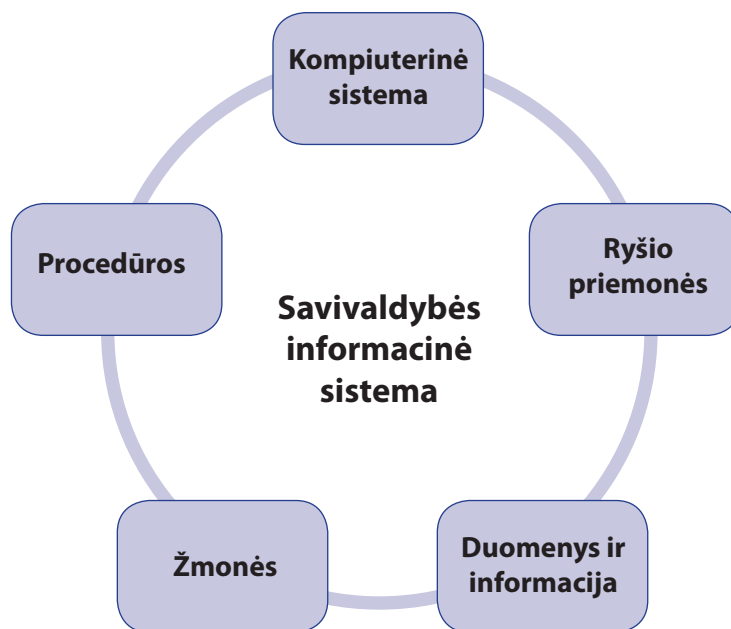 Kompiuterinė
sistema
Procedūros
Ryšio
priemonės
Savivaldybės
informacinė
sistema
Žmonės
Duomenys ir
informacija